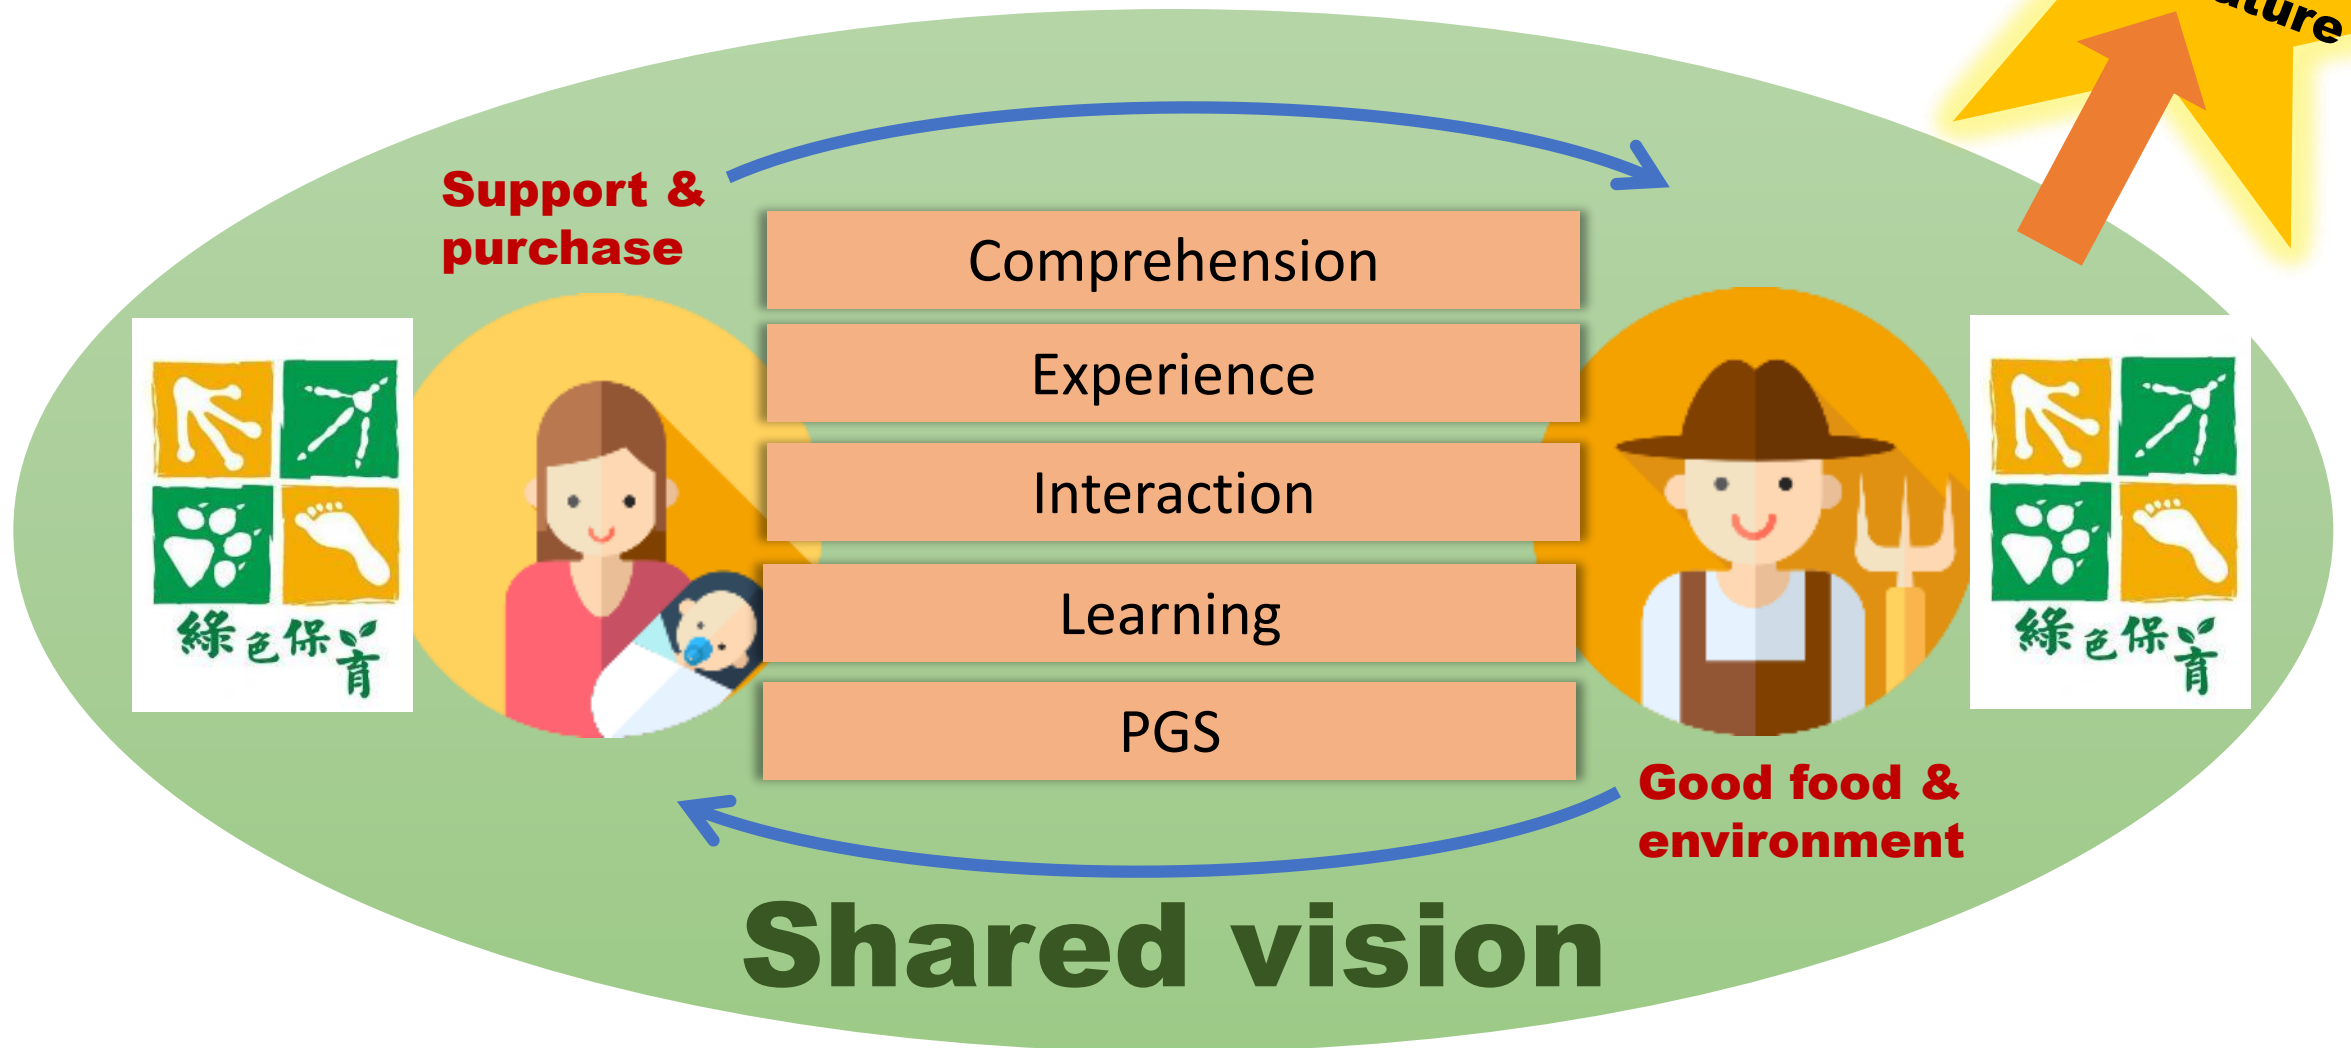 Support &
purchase
Comprehension
Experience
Interaction
Learning
PGS
綠色保育
綠色保育
Good food &
environment
Shared vision